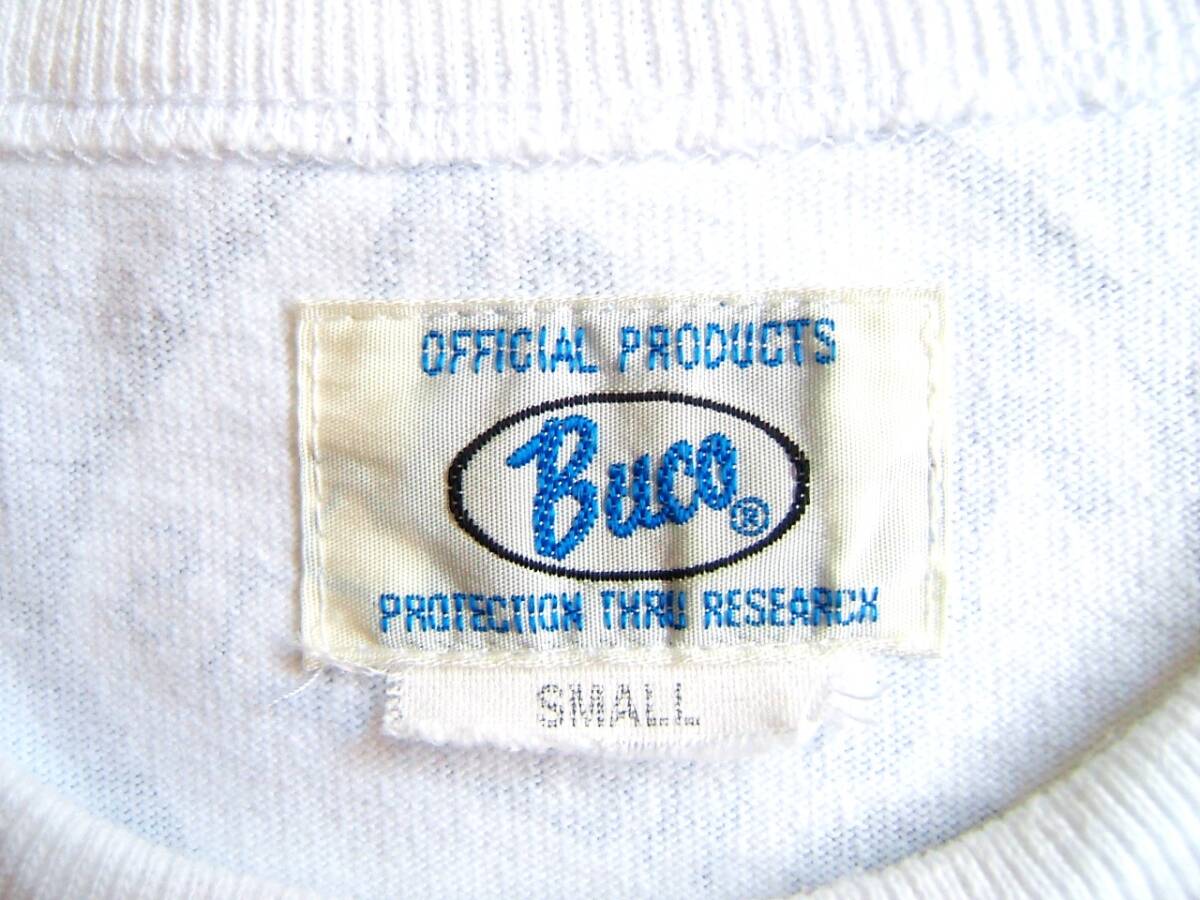 OFFICIAL PRODUCTS
Buco®
PROTECTION THRU RESEARCH
SMALL